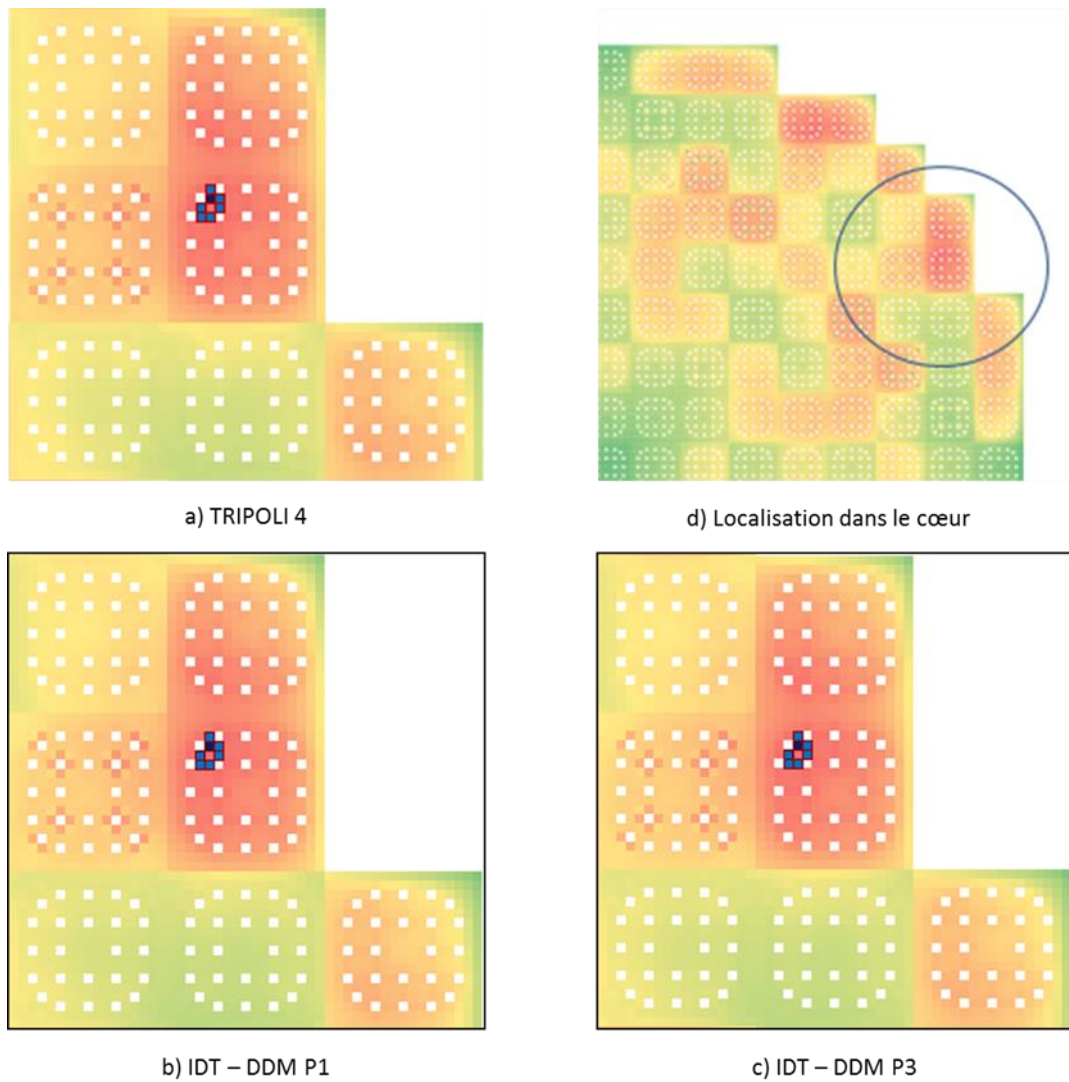 a) TRIPOLI 4
d) Localisation dans le cœur
b) IDT – DDM P1
c) IDT – DDM P3